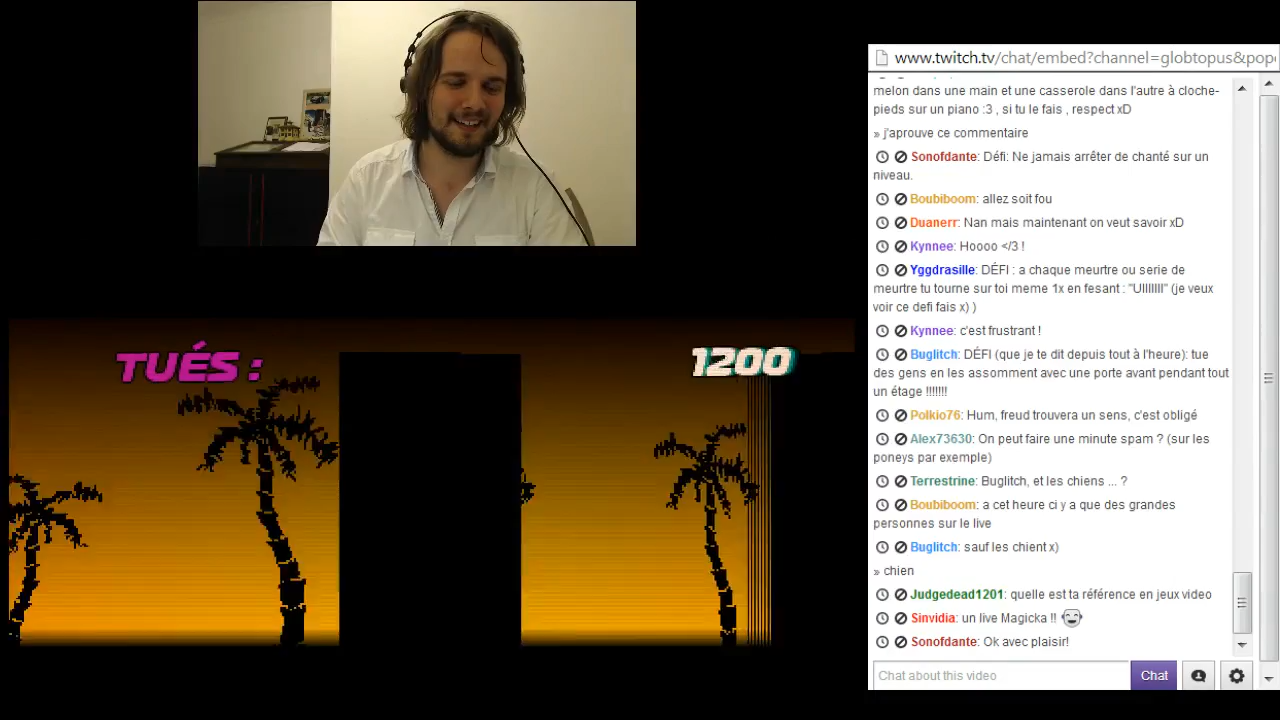 www.twitch.tv/chat/embed?channel=globtopus&pop
melon dans une main et une casserole dans l'autre à cloche-
pieds sur un piano :3 , si tu le fais , respect xD
» j'aprouve ce commentaire
Sonofdante: Défi: Ne jamais arrêter de chanté sur un
niveau.
Boubiboom: allez soit fou
Duanerr: Nan mais maintenant on veut savoir xD
Kynnee: Hoooo </3 !
Yggdrasille: DÉFI : a chaque meurtre ou serie de
meurtre tu tourne sur toi meme 1x en fesant : "UIIIIIII" (je veux
voir ce defi fais x) )
Kynnee: c'est frustrant !
Buglitch: DÉFI (que je te dit depuis tout à l'heure): tue
des gens en les assomment avec une porte avant pendant tout
un étage !!!!!!!
Polkio76: Hum, freud trouvera un sens, c'est obligé
Alex73630: On peut faire une minute spam ? (sur les
poneys par exemple)
Terrestrine: Buglitch, et les chiens ... ?
Boubiboom: a cet heure ci y a que des grandes
personnes sur le live
Buglitch: sauf les chient x)
» chien
Judgedead1201: quelle est ta référence en jeux video
Sinvidia: un live Magicka !!
Sonofdante: Ok avec plaisir!
Chat about this video
Chat
TUÉS :
1200